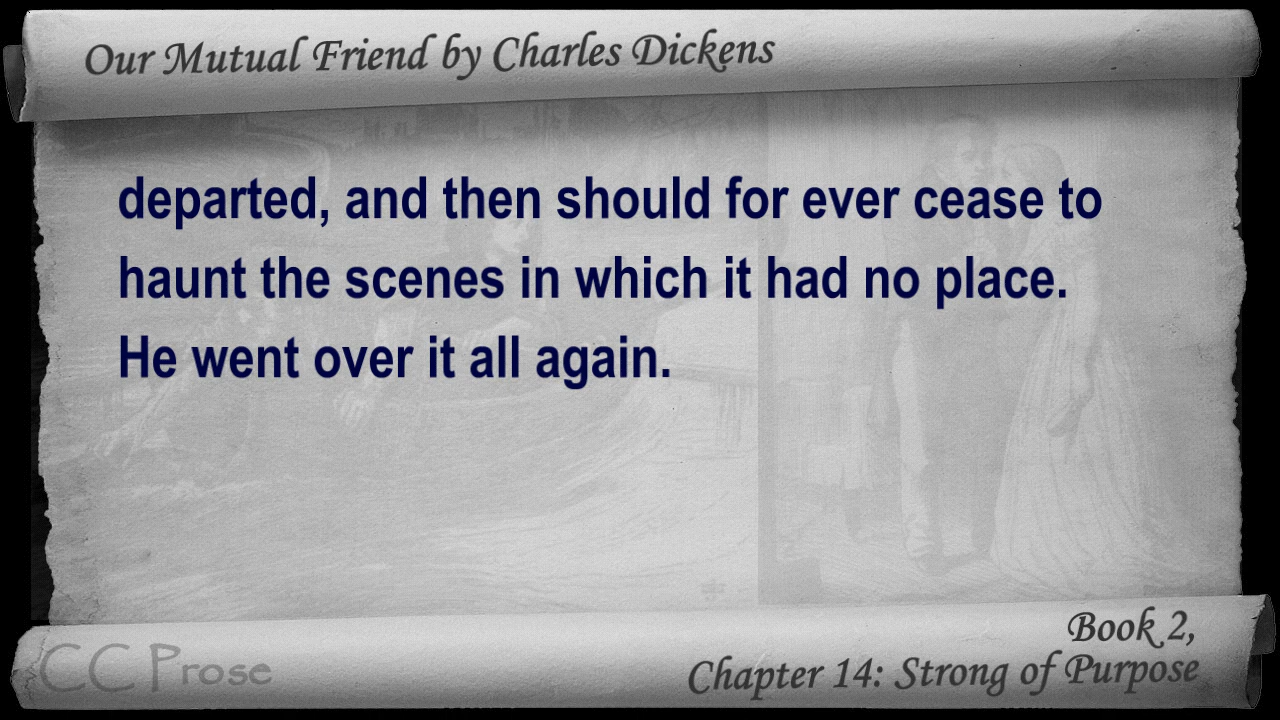 Our Mutual Friend by Charles Dickens
departed, and then should for ever cease to
haunt the scenes in which it had no place.
He went over it all again.
Book 2,
Chapter 14: Strong of Purpose
CC Prose